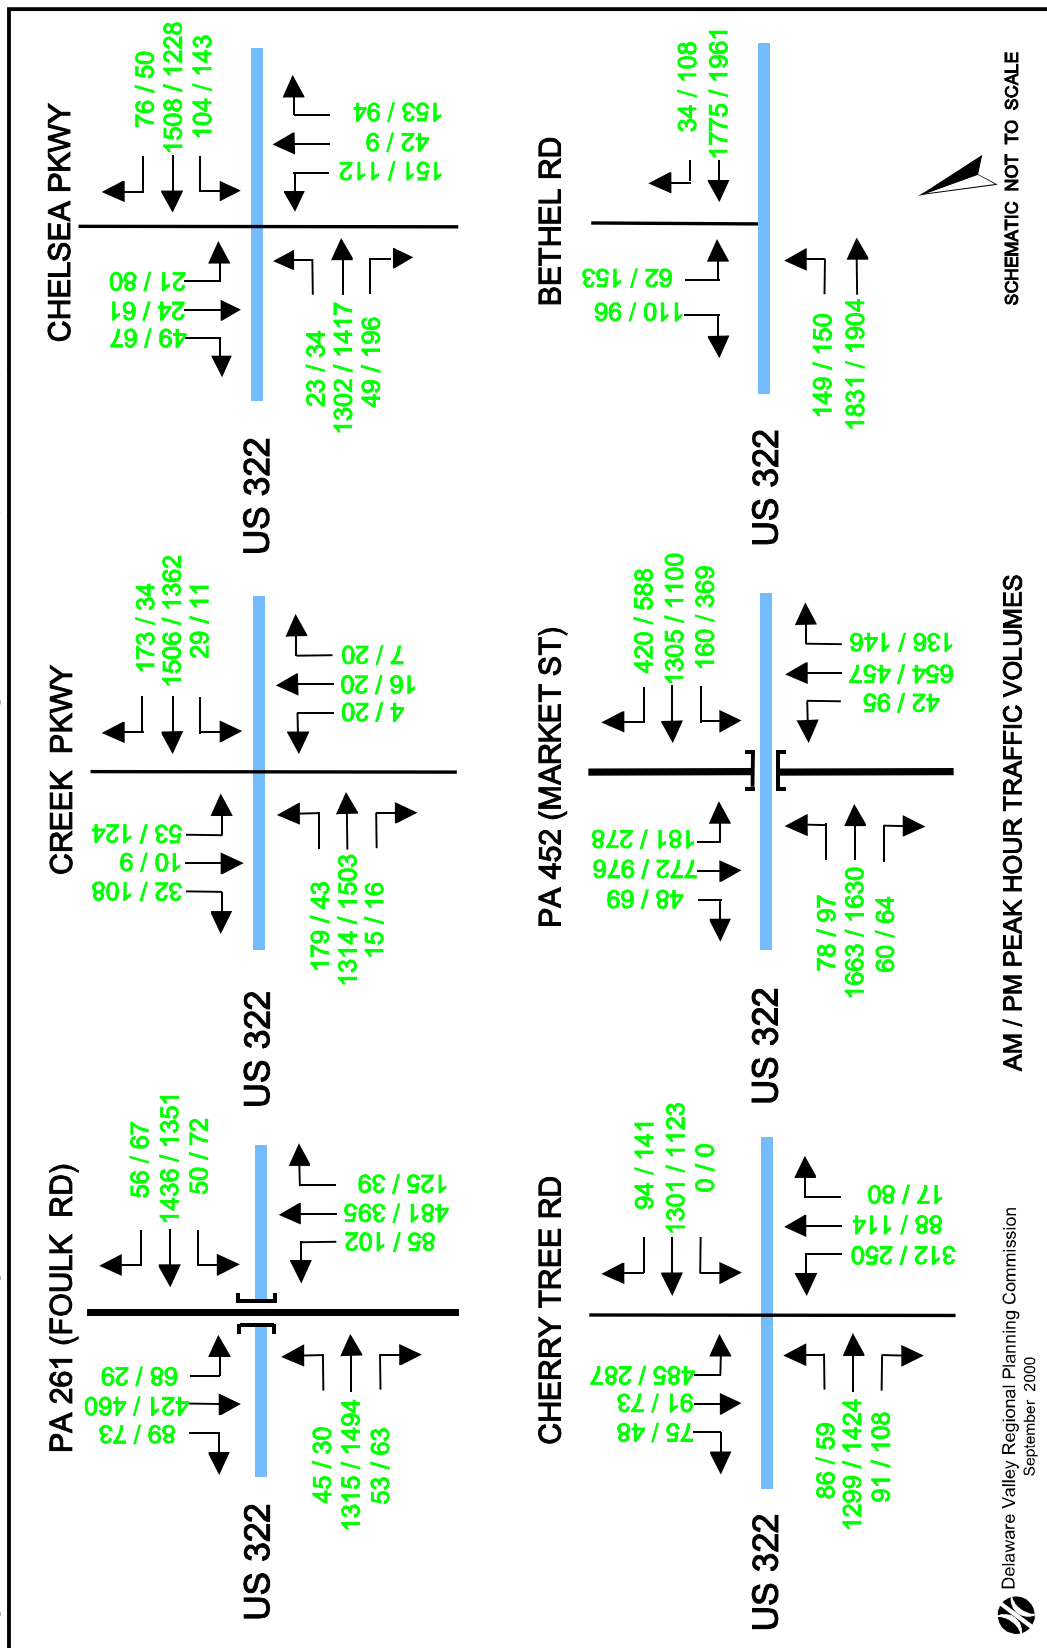 PA 261 (FOULK RD)
89 / 73
421 / 460
68 / 29
56 / 67
1436 / 1351
50 / 72
US 322
45 / 30
1315 / 1494
53 / 63
85 / 102
481 / 395
125 / 39
CREEK PKWY
32 / 108
10 / 9
53 / 124
173 / 34
1506 / 1362
29 / 11
US 322
179 / 43
1314 / 1503
15 / 16
4 / 20
16 / 20
7 / 20
CHELSEA PKWY
49 / 67
24 / 61
21 / 80
76 / 50
1508 / 1228
104 / 143
US 322
23 / 34
1302 / 1417
49 / 196
151 / 112
42 / 9
153 / 94
CHERRY TREE RD
75 / 48
91 / 73
485 / 287
94 / 141
1301 / 1123
0 / 0
US 322
86 / 59
1299 / 1424
91 / 108
312 / 250
88 / 114
17 / 80
PA 452 (MARKET ST)
48 / 69
772 / 976
181 / 278
420 / 588
1305 / 1100
160 / 369
US 322
78 / 97
1663 / 1630
60 / 64
42 / 95
654 / 457
136 / 146
BETHEL RD
110 / 96
62 / 153
34 / 108
1775 / 1961
US 322
149 / 150
1831 / 1904
Delaware Valley Regional Planning Commission
September 2000
AM / PM PEAK HOUR TRAFFIC VOLUMES
SCHEMATIC NOT TO SCALE